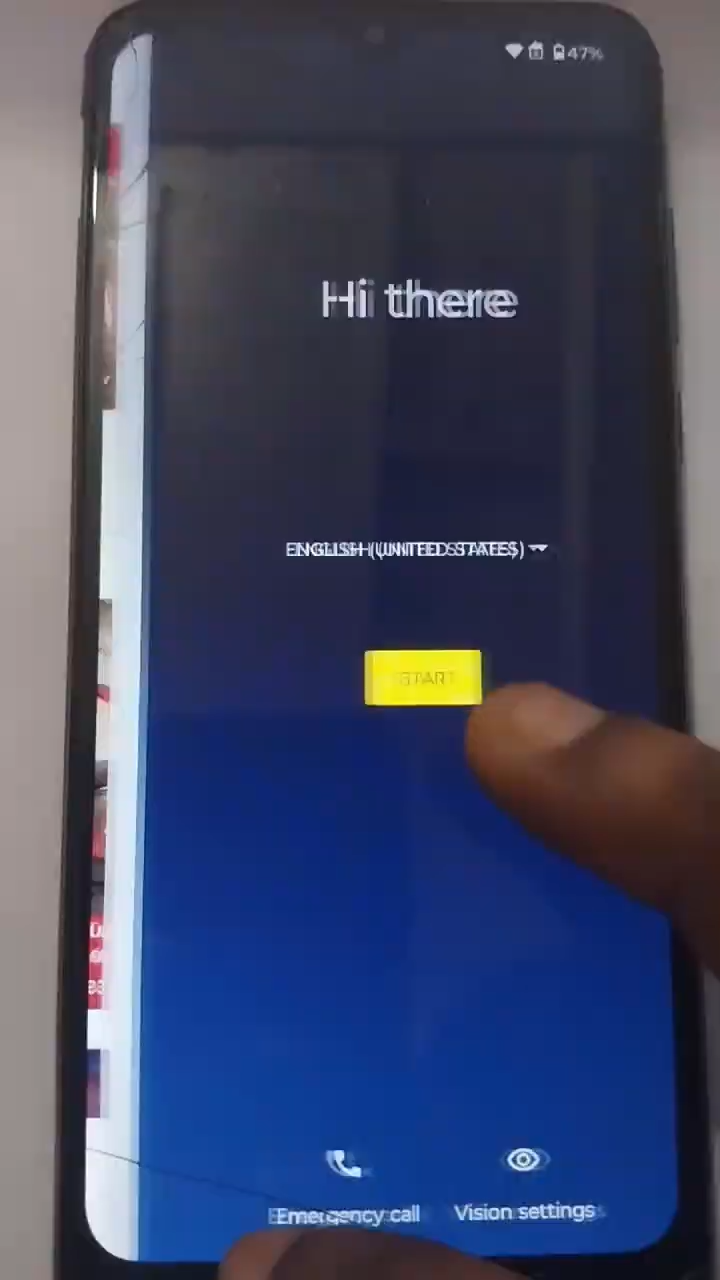 47%
Hi there
ENGLISH (UNITED STATES)
START
Emergency call
Vision settings